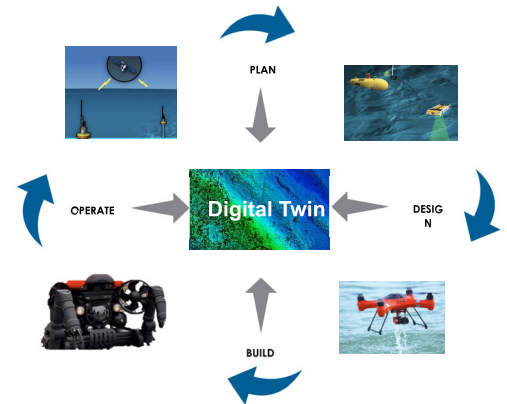 PLAN
OPERATE
Digital Twin
DESIG
N
BUILD